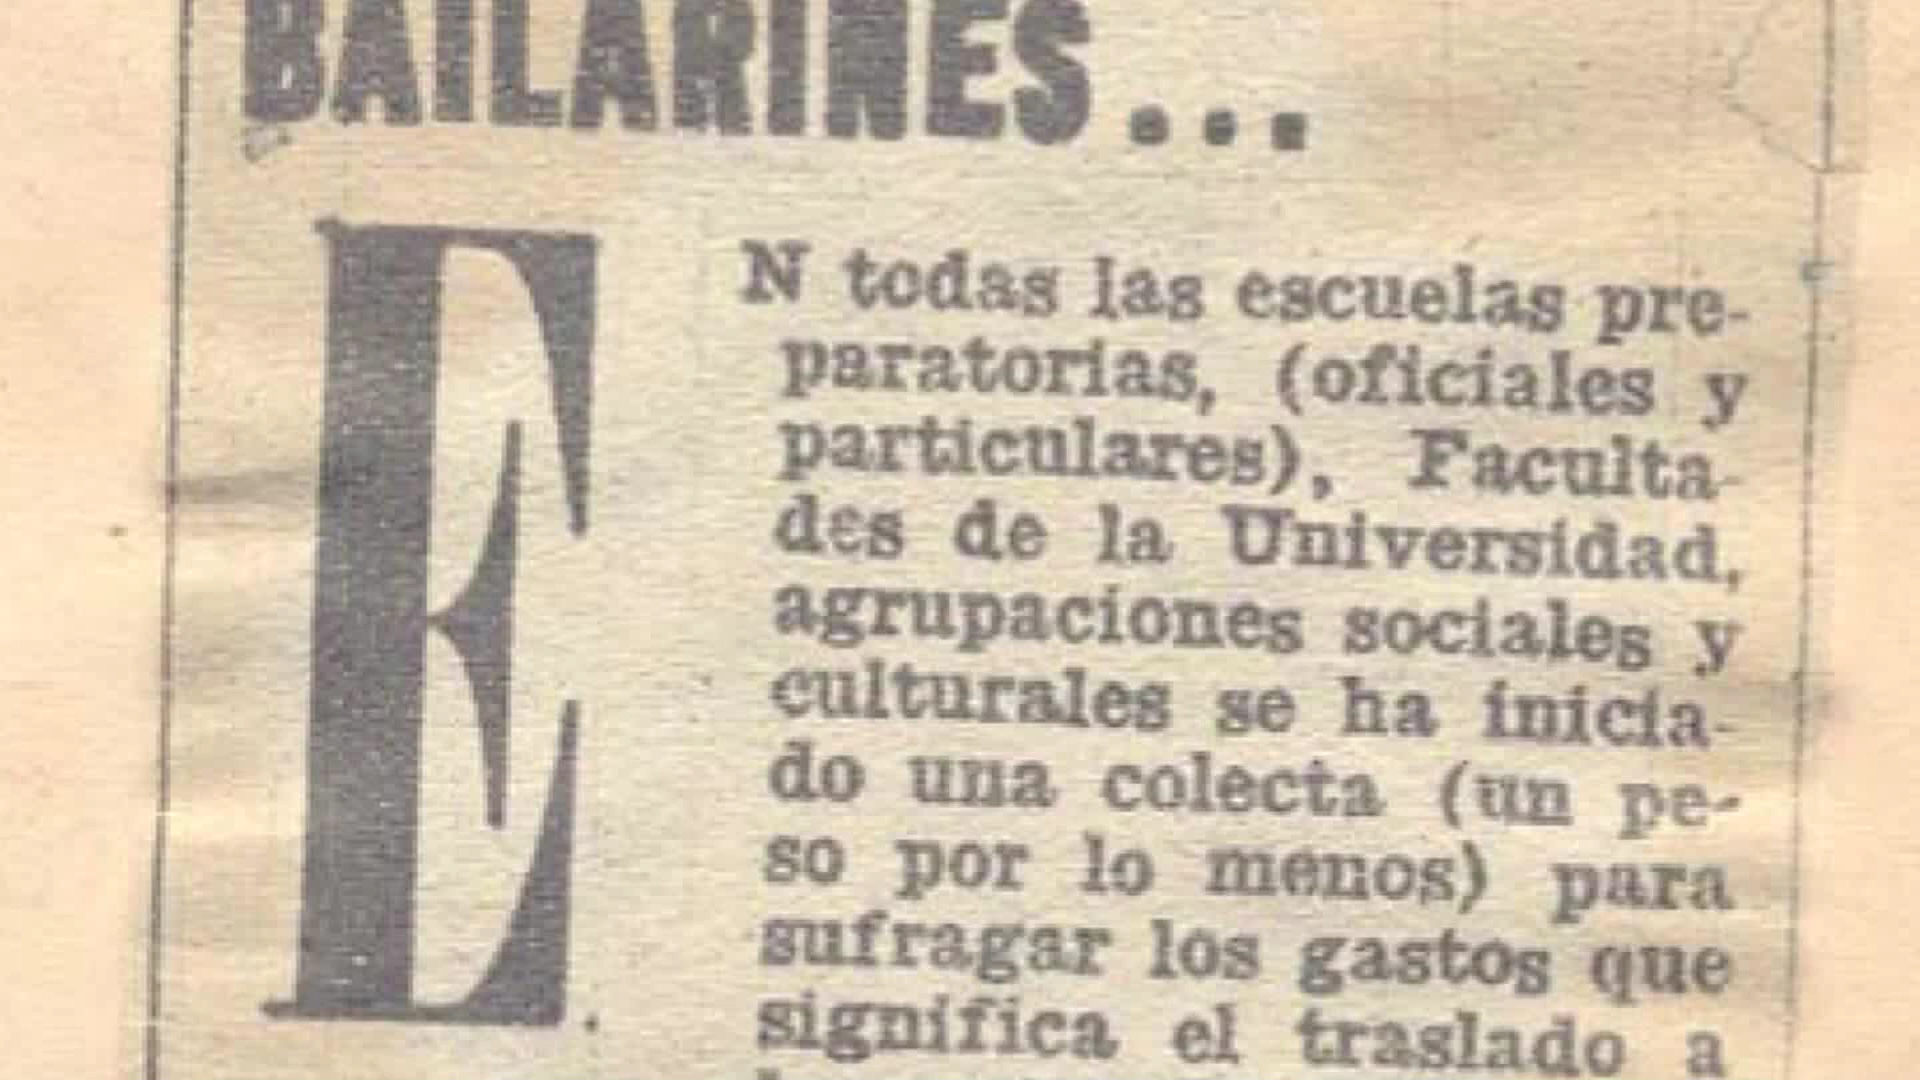 BAILARINES...
EN todas las escuelas pre-
paratorias, (oficiales y
particulares), Faculta-
des de la Universidad,
agrupaciones sociales y
culturales se ha inicia-
do una colecta (un pe-
so por lo menos) para
sufragar los gastos que
significa el traslado a